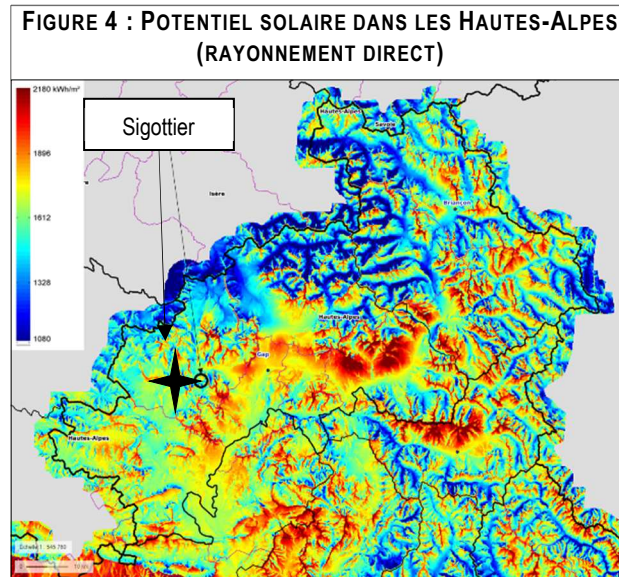 FIGURE 4 : POTENTIEL SOLAIRE DANS LES HAUTES-ALPES
(RAYONNEMENT DIRECT)
2180 kWh/m²
1896
1612
1328
1080
Sigottier
Hautes-Alpes
Savoie
Isère
Briançon
Hautes-Alpes
Gap
Hautes-Alpes